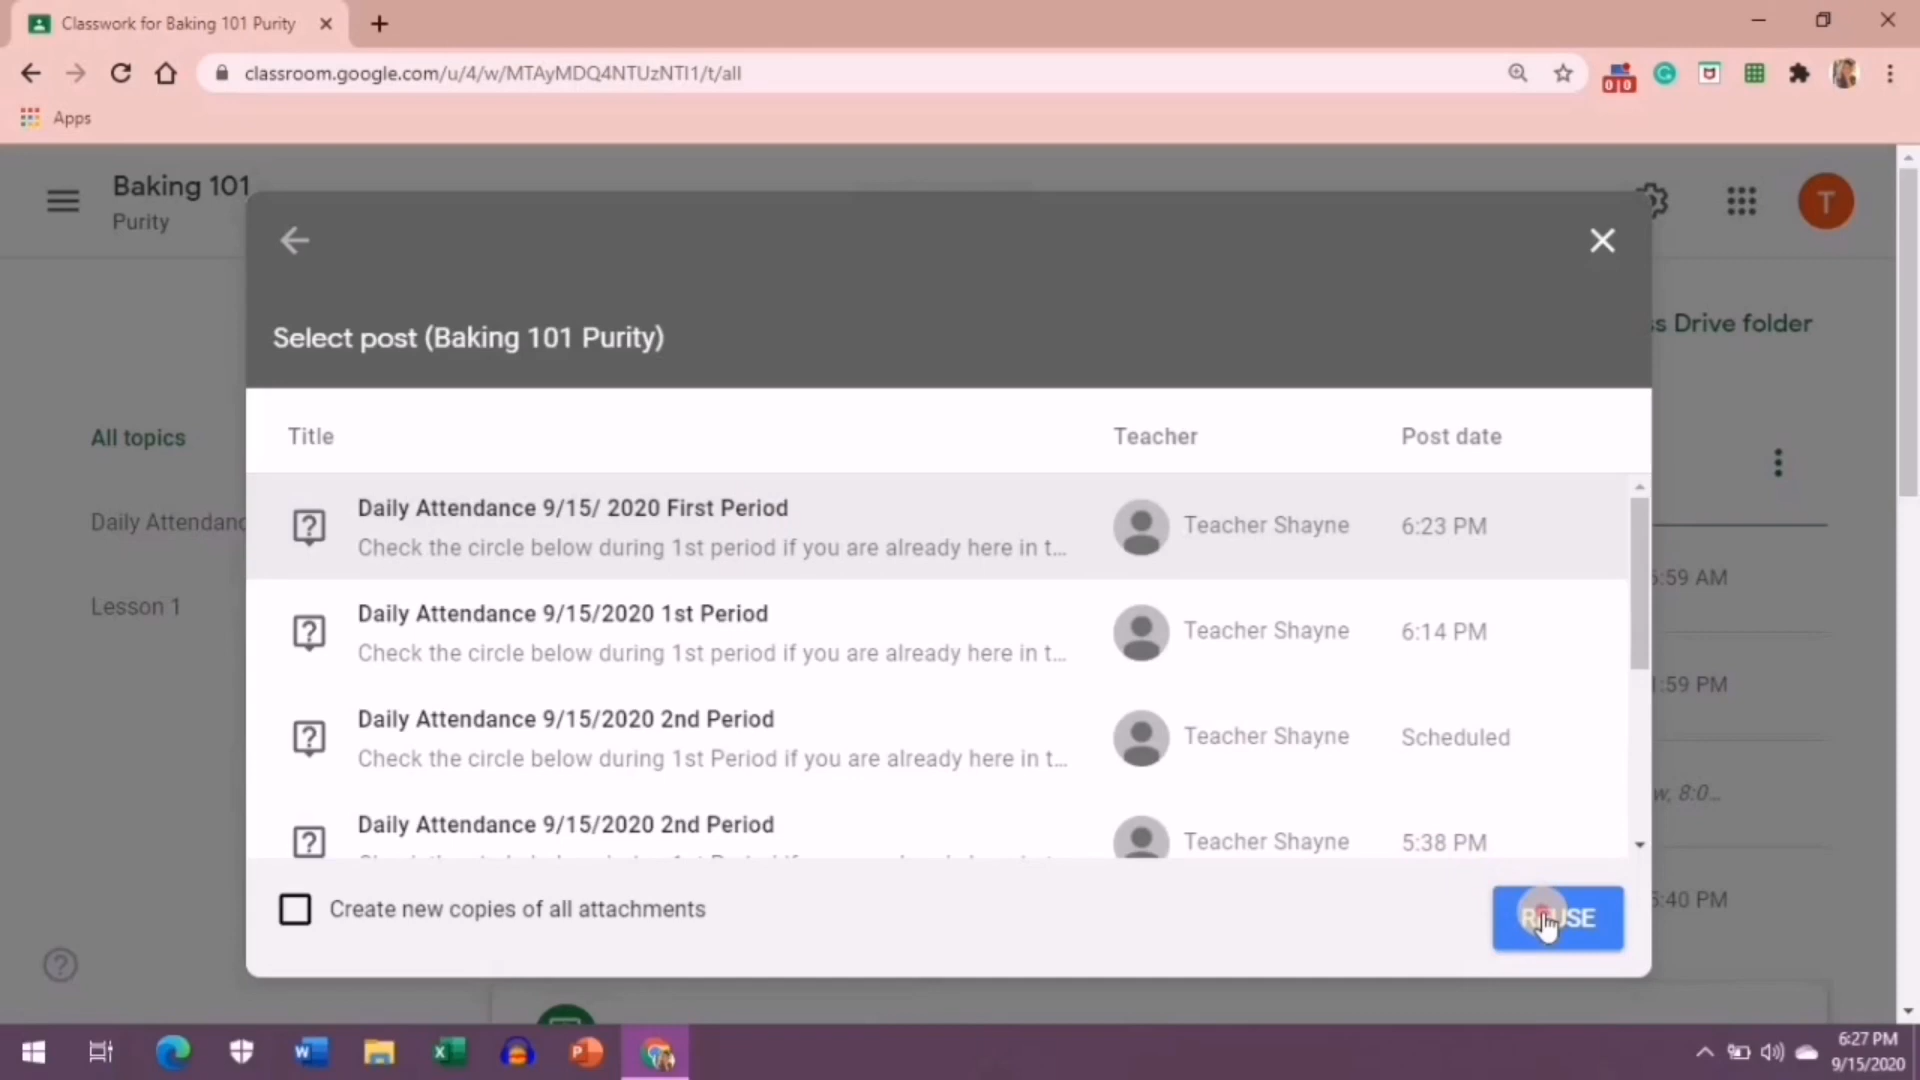 Classwork for Baking 101 Purity
classroom.google.com/u/4/w/MTAyMDQ4NTUzNTI1/t/all
Apps
Baking 101
Purity
T
Select post (Baking 101 Purity)
ss Drive folder
All topics
Daily Attendanc
Lesson 1
Title Teacher Post date
Daily Attendance 9/15/ 2020 First Period
Check the circle below during 1st period if you are already here in t...
Teacher Shayne 6:23 PM
:59 AM
Daily Attendance 9/15/2020 1st Period
Check the circle below during 1st period if you are already here in t...
Teacher Shayne 6:14 PM
:59 PM
Daily Attendance 9/15/2020 2nd Period
Check the circle below during 1st Period if you are already here in t...
Teacher Shayne Scheduled
w, 8:0...
Daily Attendance 9/15/2020 2nd Period
Teacher Shayne 5:38 PM
5:40 PM
Create new copies of all attachments
6:27 PM
9/15/2020